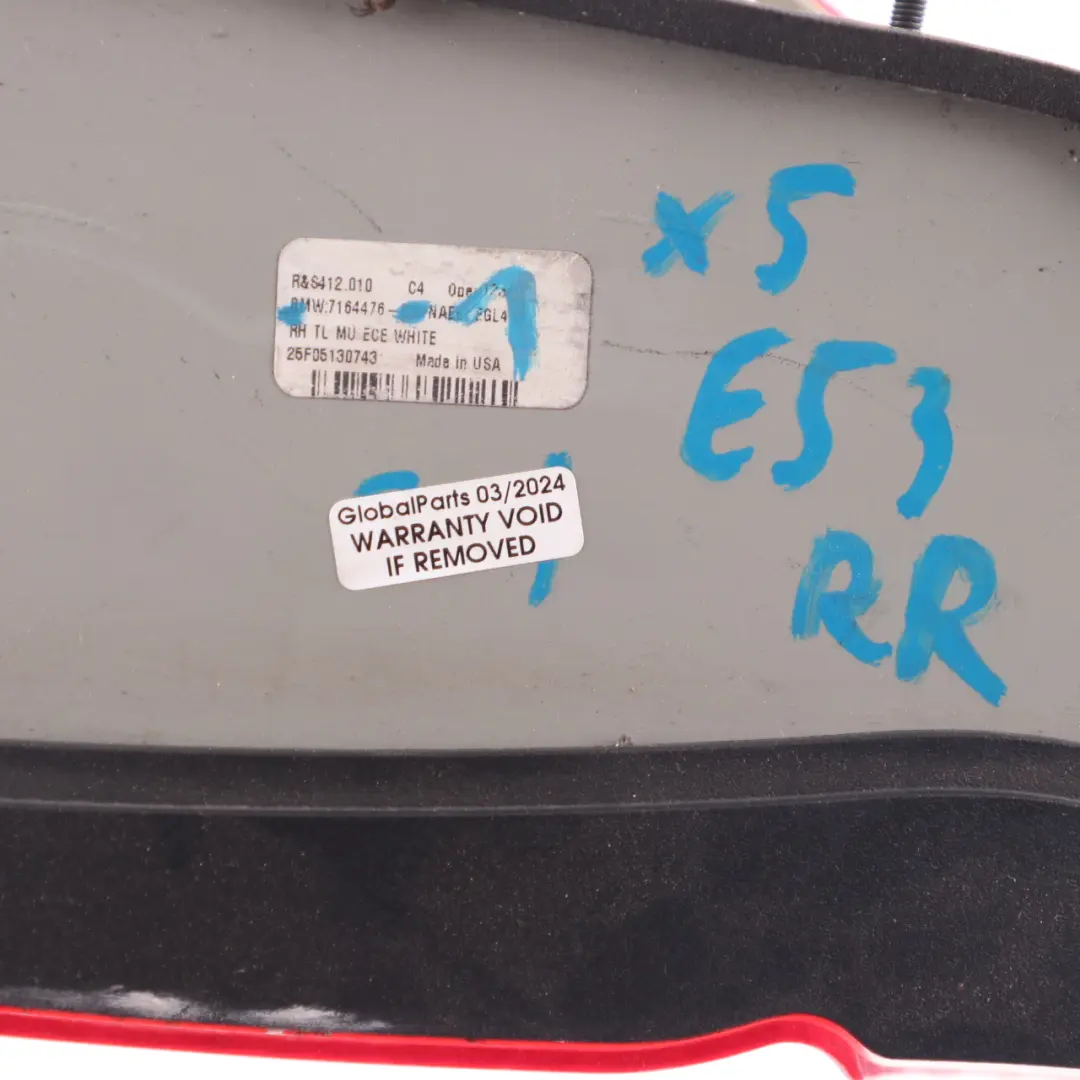 R&S412.010 C4
BMW:7164476-
RH TL MU ECE WHITE
25F05130743 Made in USA
-1
X5
E53
RR
GlobalParts 03/2024
WARRANTY VOID
IF REMOVED